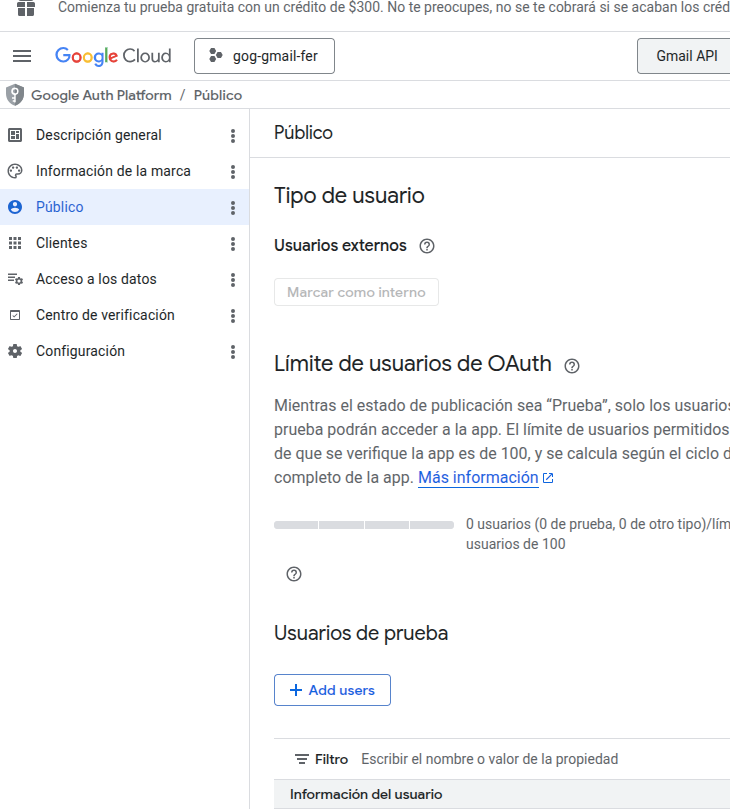 Comienza tu prueba gratuita con un crédito de $300. No te preocupes, no se te cobrará si se acaban los
Google Cloud
gog-gmail-fer
Gmail API
Google Auth Platform / Público
Descripción general
Información de la marca
Público
Clientes
Acceso a los datos
Centro de verificación
Configuración
Público
Tipo de usuario
Usuarios externos
Marcar como interno
Límite de usuarios de OAuth
Mientras el estado de publicación sea “Prueba”, solo los usuarios
prueba podrán acceder a la app. El límite de usuarios permitidos
de que se verifique la app es de 100, y se calcula según el ciclo
completo de la app. Más información
0 usuarios (0 de prueba, 0 de otro tipo)/
usuarios de 100
Usuarios de prueba
+ Add users
Filtro Escribir el nombre o valor de la propiedad
Información del usuario